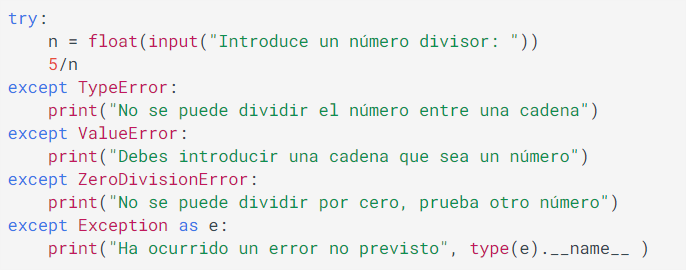 try:
    n = float(input("Introduce un número divisor: "))
    5/n
except TypeError:
    print("No se puede dividir el número entre una cadena")
except ValueError:
    print("Debes introducir una cadena que sea un número")
except ZeroDivisionError:
    print("No se puede dividir por cero, prueba otro número")
except Exception as e:
    print("Ha ocurrido un error no previsto", type(e).__name__ )